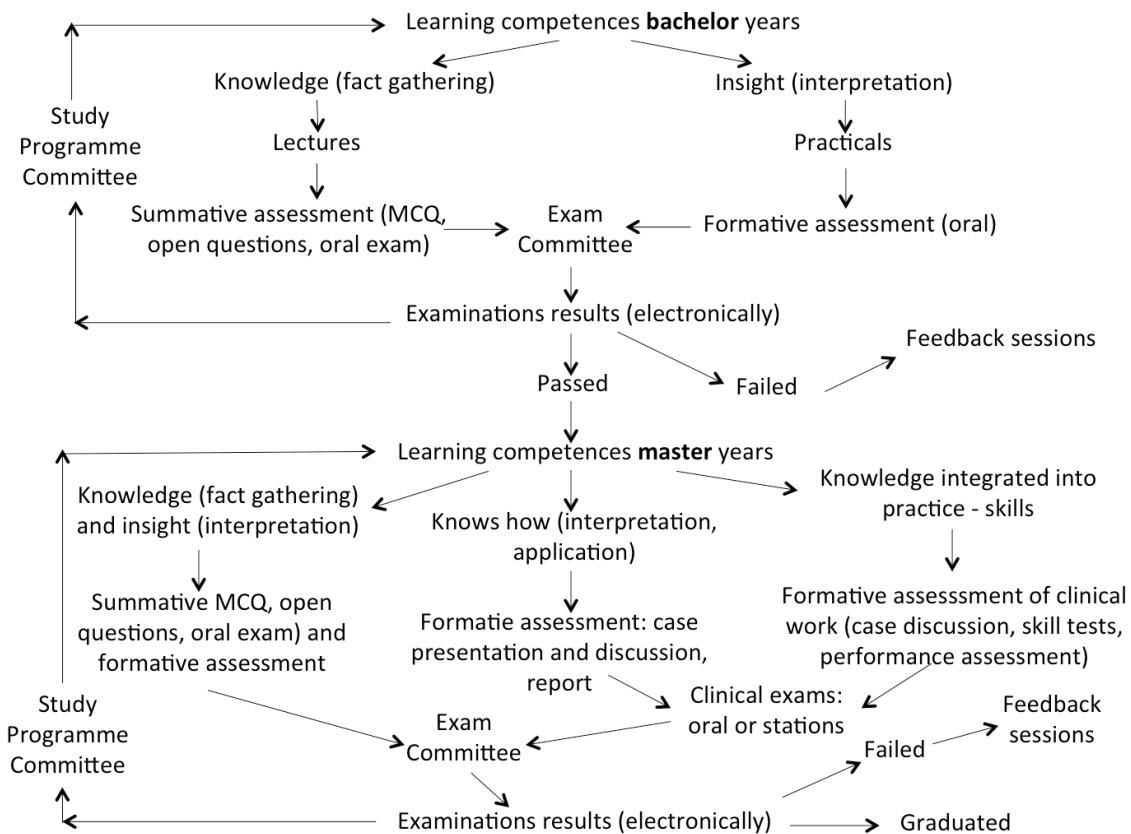 Learning competences bachelor years
Knowledge (fact gathering)
Insight (interpretation)
Study
Programme
Committee
Lectures
Practicals
Summative assessment (MCQ,
open questions, oral exam)
Exam
Committee
Formative assessment (oral)
Examinations results (electronically)
Feedback sessions
Passed
Failed
Learning competences master years
Knowledge (fact gathering)
and insight (interpretation)
Knows how (interpretation,
application)
Knowledge integrated into
practice - skills
Summative MCQ, open
questions, oral exam) and
formative assessment
Formatie assessment: case
presentation and discussion,
report
Formative assesssment of clinical
work (case discussion, skill tests,
performance assessment)
Clinical exams:
oral or stations
Study
Programme
Committee
Exam
Committee
Failed
Feedback
sessions
Examinations results (electronically)
Graduated